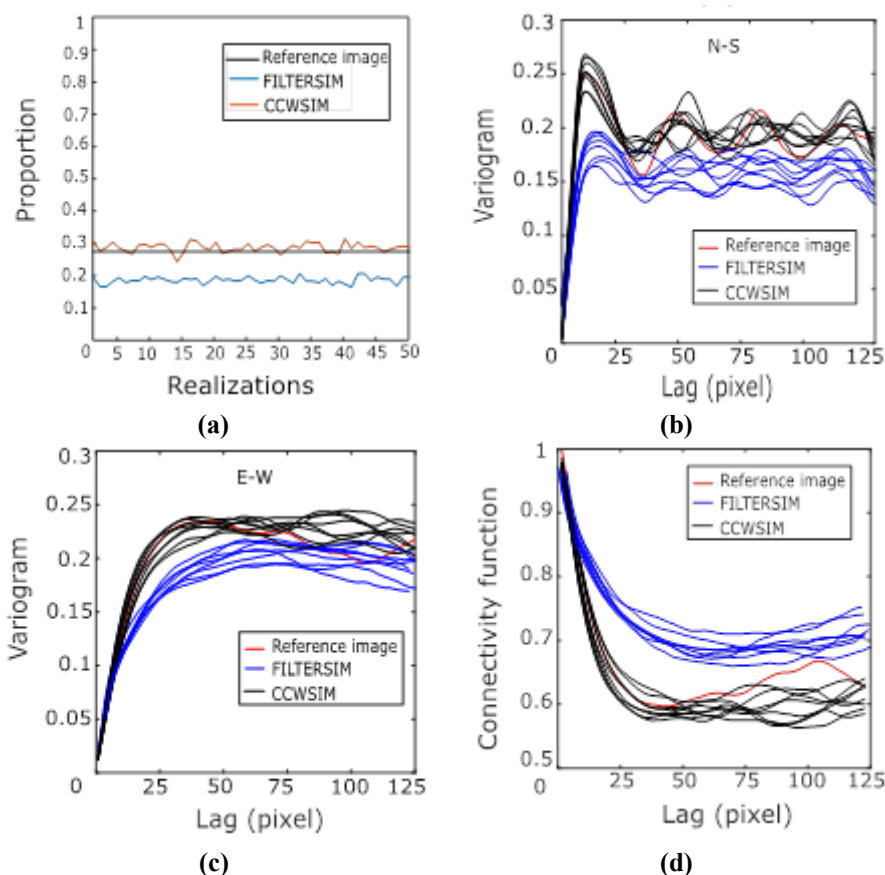 1
0.9
0.8
0.7
0.6
0.5
0.4
0.3
0.2
0.1
Proportion
Reference image
FILTERSIM
CCWSIM
0 5 10 15 20 25 30 35 40 45 50
Realizations
(a)
0.3
0.25
0.2
0.15
0.1
0.05
Variogram
N-S
Reference image
FILTERSIM
CCWSIM
0 25 50 75 100 125
Lag (pixel)
(b)
0.3
0.25
0.2
0.15
0.1
0.05
Variogram
E-W
Reference image
FILTERSIM
CCWSIM
0 25 50 75 100 125
Lag (pixel)
(c)
1
0.9
0.8
0.7
0.6
0.5
Connectivity function
Reference image
FILTERSIM
CCWSIM
0 25 50 75 100 125
Lag (pixel)
(d)